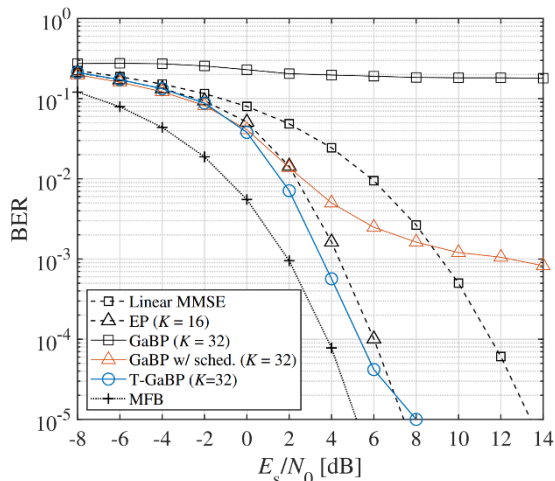 10^0
10^-1
10^-2
10^-3
10^-4
10^-5
BER
Linear MMSE
EP (K = 16)
GaBP (K = 32)
GaBP w/ sched. (K = 32)
T-GaBP (K=32)
MFB
-8 -6 -4 -2 0 2 4 6 8 10 12 14
E_s/N_0 [dB]